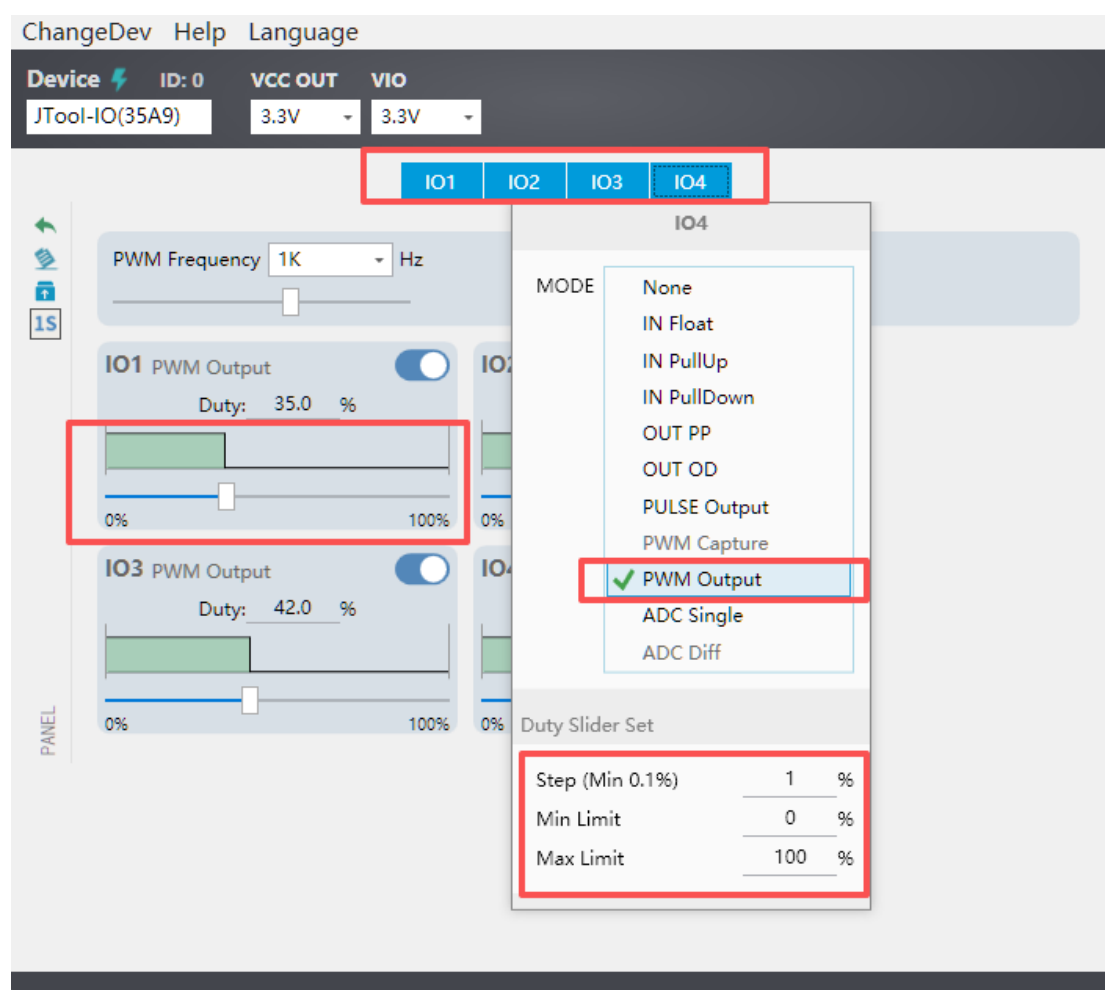 ChangeDev Help Language
Device ID: 0 VCC OUT VIO
JTool-IO(35A9) 3.3V 3.3V
IO1 IO2 IO3 IO4
1S
PANEL
PWM Frequency 1K Hz
IO1 PWM Output
Duty: 35.0 %
0% 100%
0%
IO3 PWM Output
Duty: 42.0 %
0% 100%
0%
IO4
MODE
None
IN Float
IN PullUp
IN PullDown
OUT PP
OUT OD
PULSE Output
PWM Capture
PWM Output
ADC Single
ADC Diff
Duty Slider Set
Step (Min 0.1%) 1 %
Min Limit 0 %
Max Limit 100 %